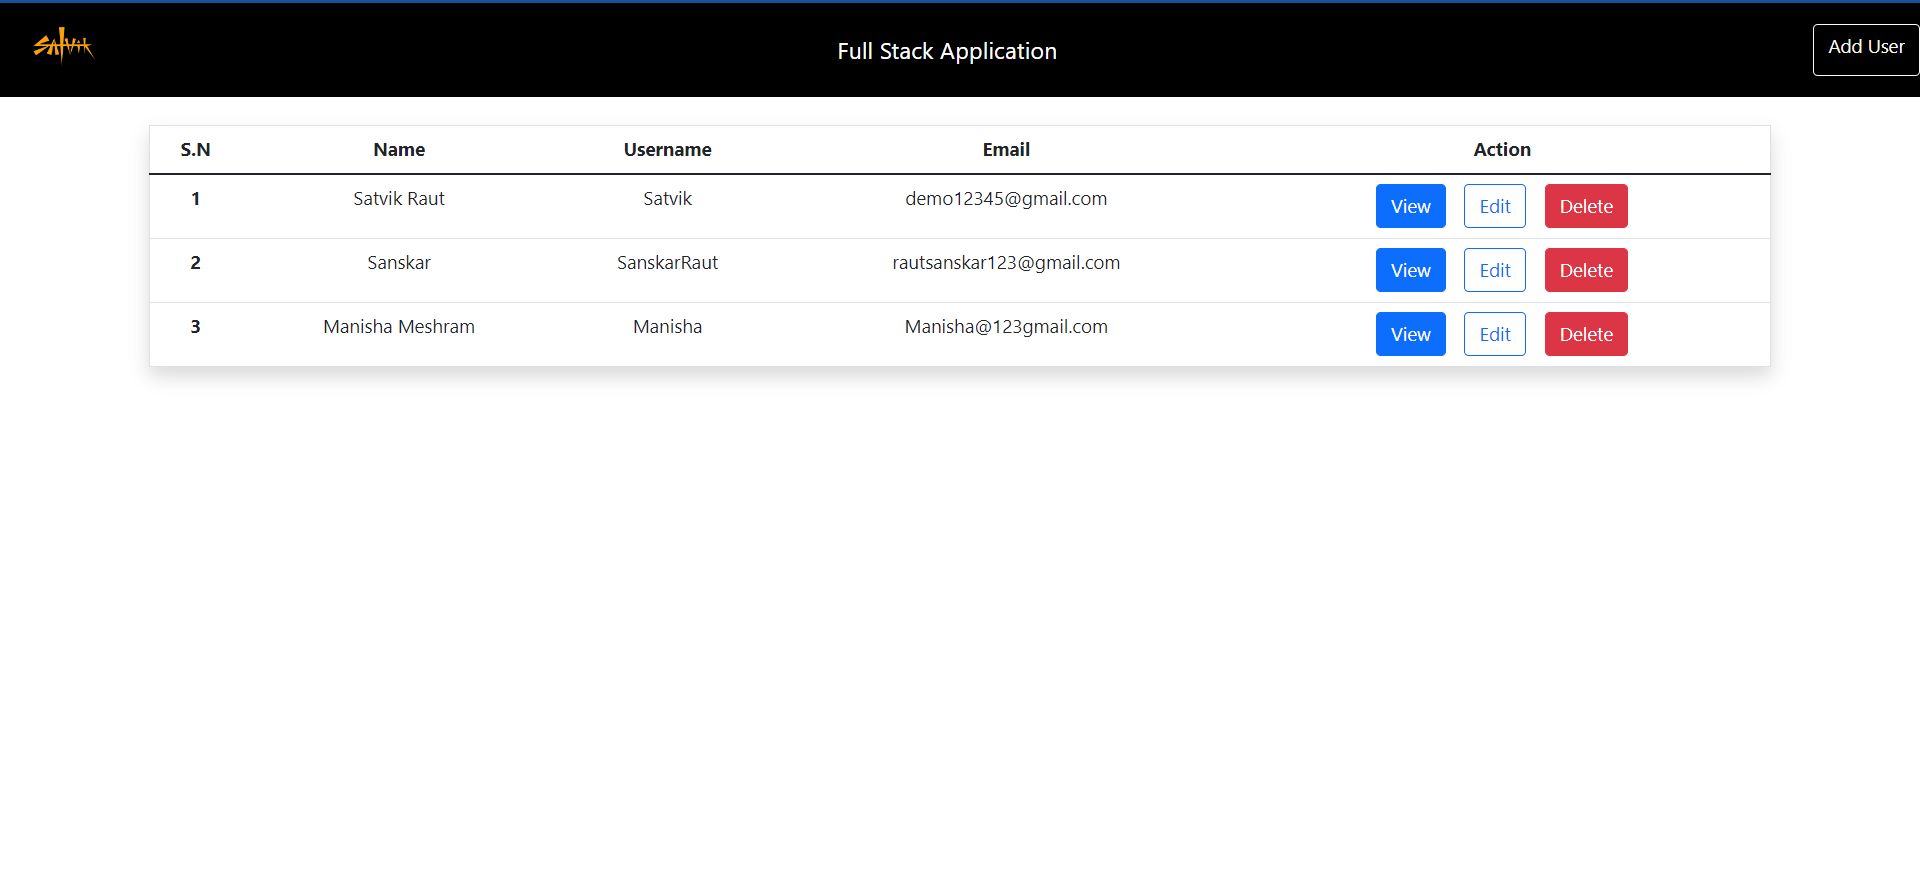 Satvik
Full Stack Application
Add User
S.N Name Username Email Action
1 Satvik Raut Satvik demo12345@gmail.com View Edit Delete
2 Sanskar SanskarRaut rautsanskar123@gmail.com View Edit Delete
3 Manisha Meshram Manisha Manisha@123gmail.com View Edit Delete